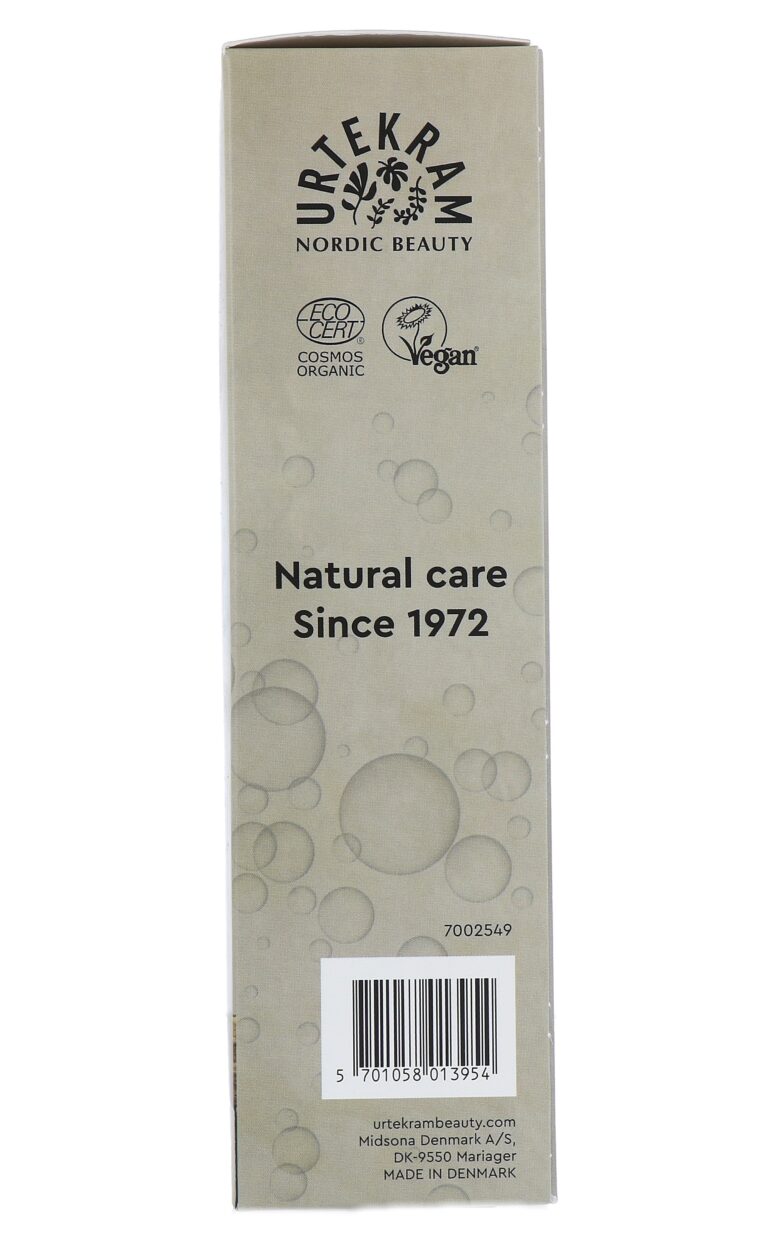 URTEKRAM
NORDIC BEAUTY
ECO
CERT®
COSMOS
ORGANIC
Vegan®
Natural care
Since 1972
7002549
5 701058 013954
urtekrambeauty.com
Midsona Denmark A/S,
DK-9550 Mariager
MADE IN DENMARK